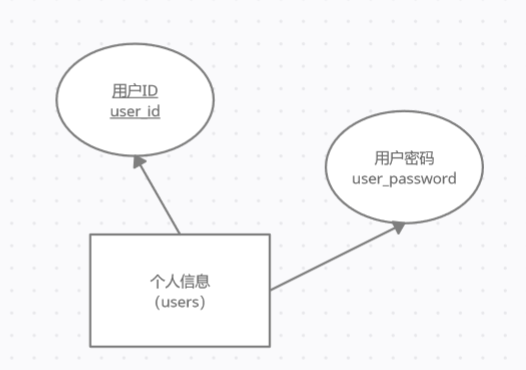 用户ID
user_id
用户密码
user_password
个人信息
（users）